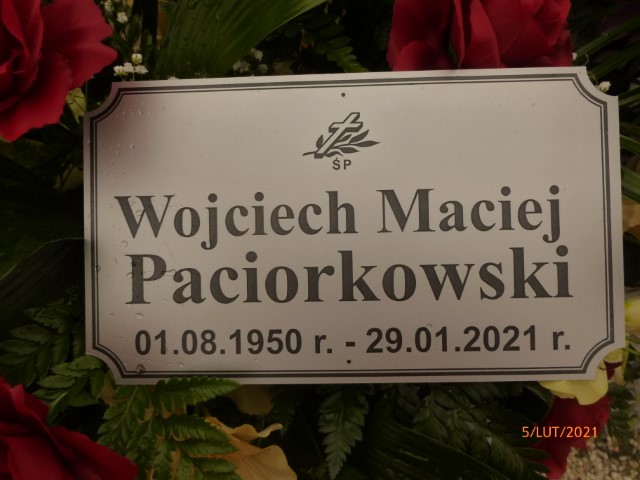 ŚP
Wojciech Maciej
Paciorkowski
01.08.1950 r. - 29.01.2021 r.
5/LUT/2021